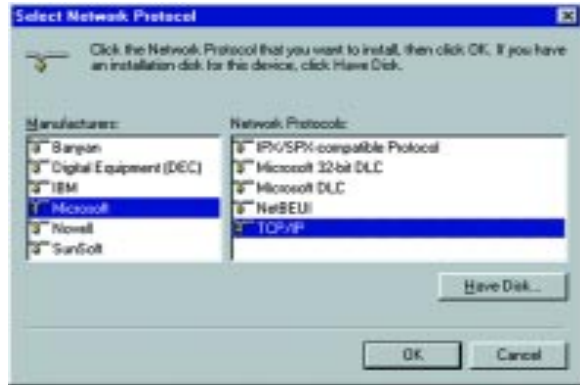 Select Network Protocol
Click the Network Protocol that you want to install, then click OK. If you have
an installation disk for this device, click Have Disk.
Manufacturers:
Network Protocols:
Banyan
Digital Equipment (DEC)
IBM
Microsoft
Novell
SunSoft
IPX/SPX-compatible Protocol
Microsoft 32-bit DLC
Microsoft DLC
NetBEUI
TCP/IP
Have Disk...
OK
Cancel